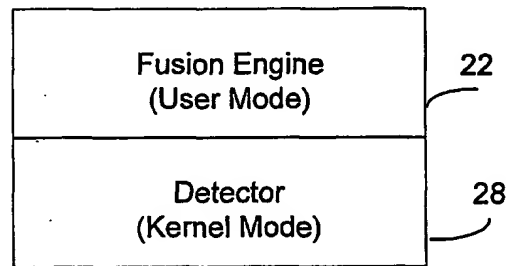 Fusion Engine
(User Mode)
22
Detector
(Kernel Mode)
28